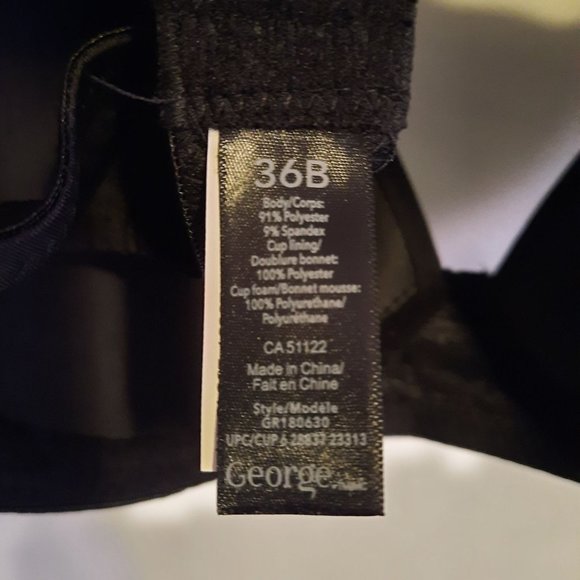 36B
Body/Corps:
91% Polyester
9% Spandex
Cup lining/
Doublure bonnet:
100% Polyester
Cup foam/Bonnet mousse:
100% Polyurethane/
Polyuréthane
CA 51122
Made in China/
Fait en Chine
Style/Modèle
GR180630
UPC/CUP 6 28837 23313
George